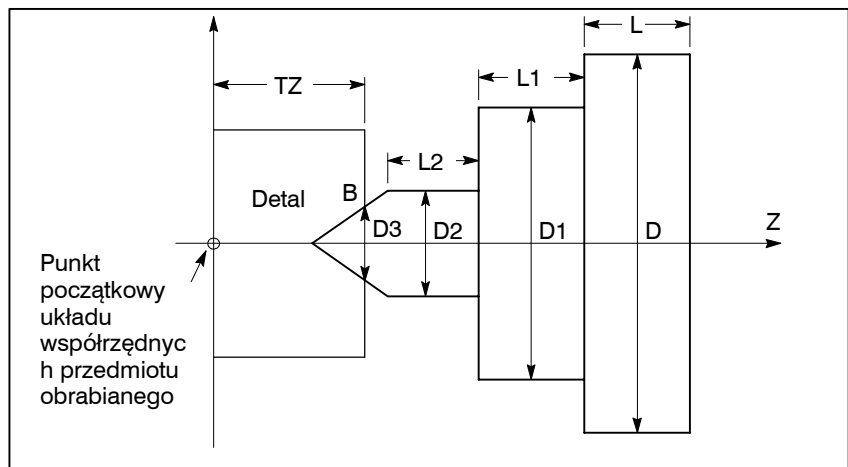 L
L1
TZ
L2
Detal
B
D3
D2
D1
D
Z
Punkt
początkowy
układu
współrzędnyc
h przedmiotu
obrabianego